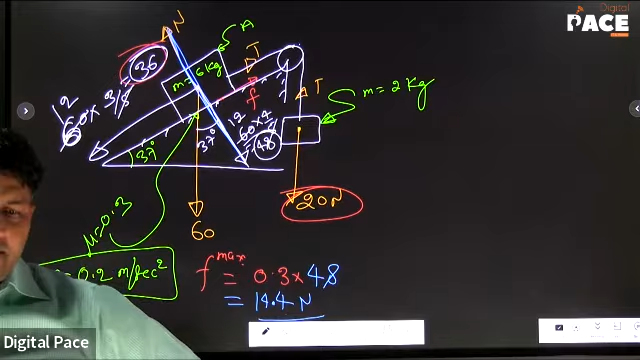 Digital
PACE
N
A
T
36
m=6kg
f
T
m = 2 kg
12
60 × 3/5
37°
37°
12
60×4
48
20N
60
μ=0.3
= 0.2 m/sec²
f max = 0.3 × 48
= 14.4 N
Digital Pace